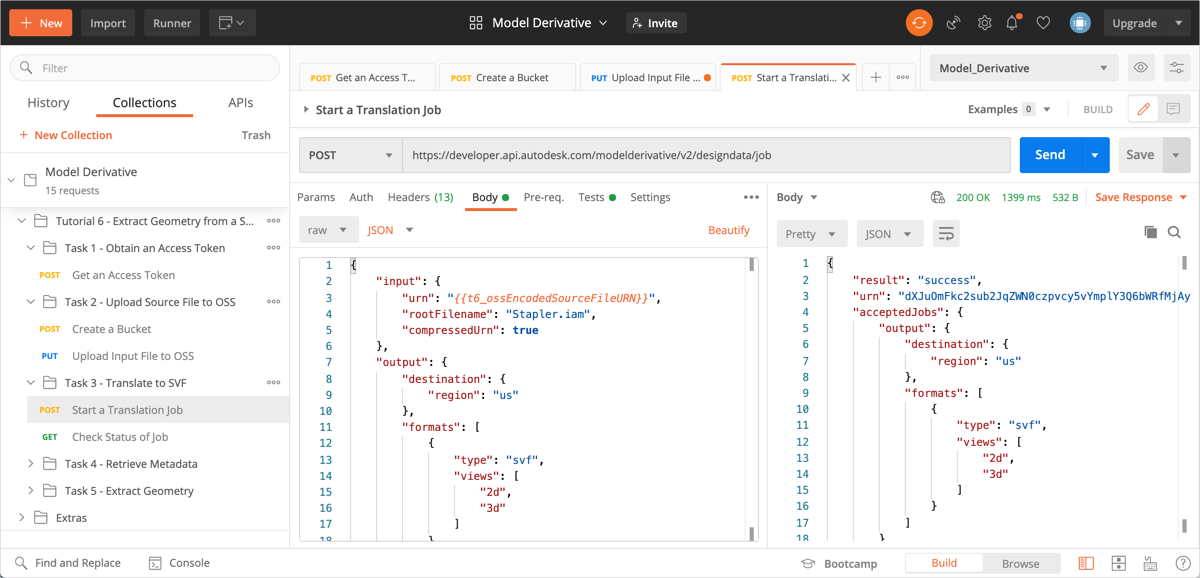 New
Import
Runner
Model Derivative
Invite
Upgrade
Filter
History
Collections
APIs
+ New Collection
Trash
Model Derivative
15 requests
Tutorial 6 - Extract Geometry from a S...
Task 1 - Obtain an Access Token
POST Get an Access Token
Task 2 - Upload Source File to OSS
POST Create a Bucket
PUT Upload Input File to OSS
Task 3 - Translate to SVF
POST Start a Translation Job
GET Check Status of Job
Task 4 - Retrieve Metadata
Task 5 - Extract Geometry
Extras
POST Get an Access T...
POST Create a Bucket
PUT Upload Input File ...
POST Start a Translati...
Model_Derivative
Start a Translation Job
Examples 0
BUILD
POST
https://developer.api.autodesk.com/modelderivative/v2/designdata/job
Send
Save
Params Auth Headers (13) Body Pre-req. Tests Settings
raw
JSON
Beautify
1 {
2 "input": {
3 "urn": "{{t6_ossEncodedSourceFileURN}}",
4 "rootFilename": "Stapler.iam",
5 "compressedUrn": true
6 },
7 "output": {
8 "destination": {
9 "region": "us"
10 },
11 "formats": [
12 {
13 "type": "svf",
14 "views": [
15 "2d",
16 "3d"
17 ]
18 }
Body
200 OK 1399 ms 532 B
Save Response
Pretty
JSON
1 {
2 "result": "success",
3 "urn": "dXJuOmFkc2sub2JqZWN0czpvcy5vYmplY3Q6bWRfMjAy
4 "acceptedJobs": {
5 "output": {
6 "destination": {
7 "region": "us"
8 },
9 "formats": [
10 {
11 "type": "svf",
12 "views": [
13 "2d",
14 "3d"
15 ]
16 }
17 ]
18 }
Find and Replace
Console
Bootcamp
Build
Browse